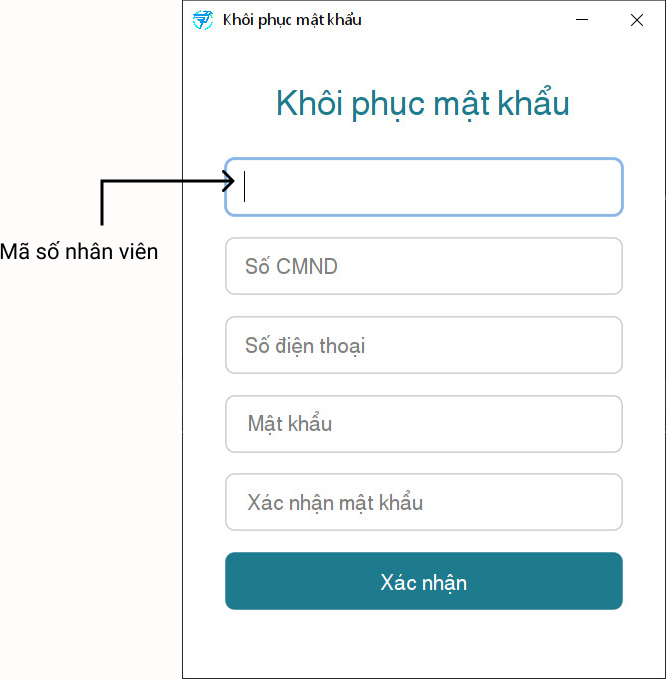 Khôi phục mật khẩu
Khôi phục mật khẩu
Mã số nhân viên
Số CMND
Số điện thoại
Mật khẩu
Xác nhận mật khẩu
Xác nhận